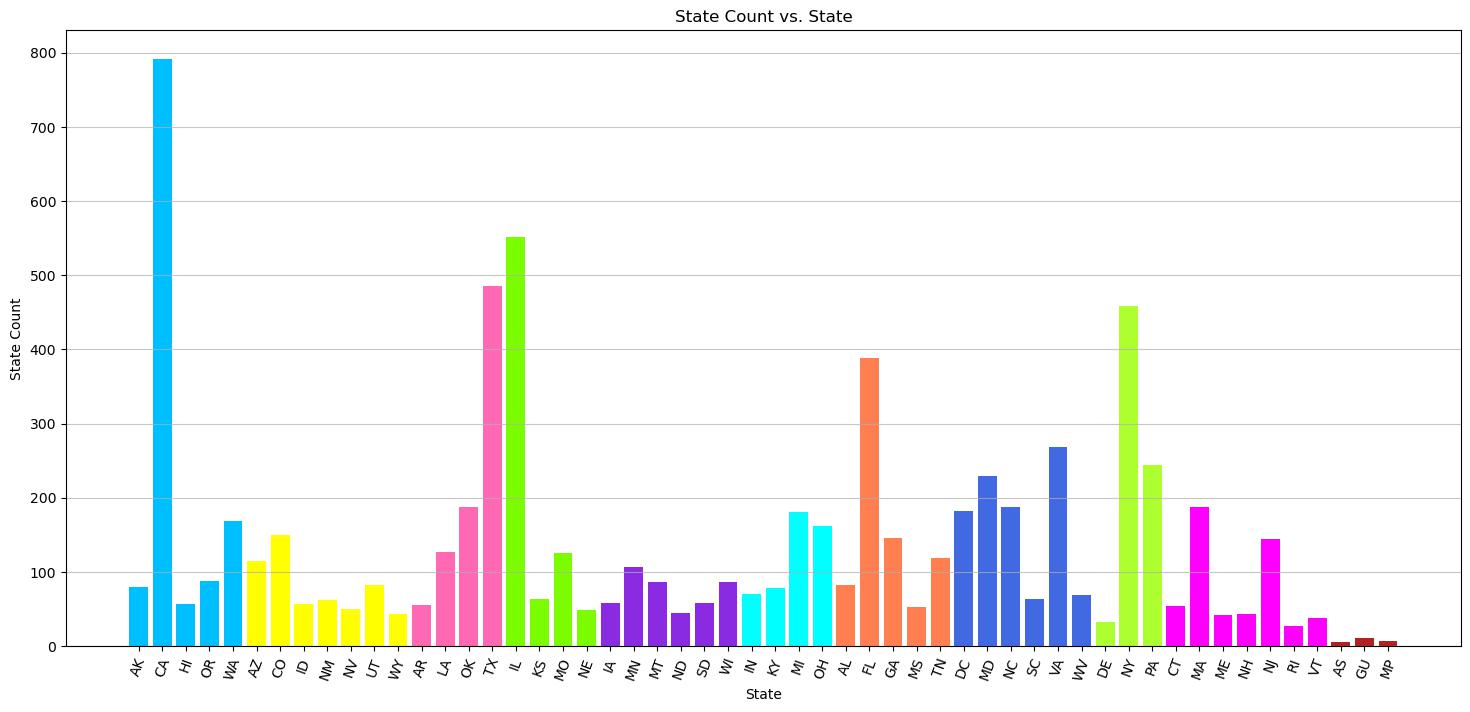 State Count vs. State
800
700
600
500
400
300
200
100
0
State Count
AK CA HI OR WA AZ CO ID NM NV UT WY AR LA OK TX IL KS MO NE IA MN MT ND SD WI IN KY MI OH AL FL GA MS TN DC MD NC SC VA WV DE NY PA CT MA ME NH NJ RI VT AS GU MP
State